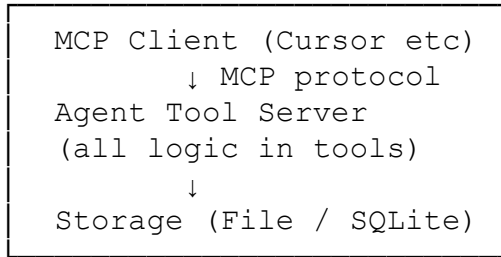 MCP Client (Cursor etc)
↓ MCP protocol
Agent Tool Server
(all logic in tools)
↓
Storage (File / SQLite)